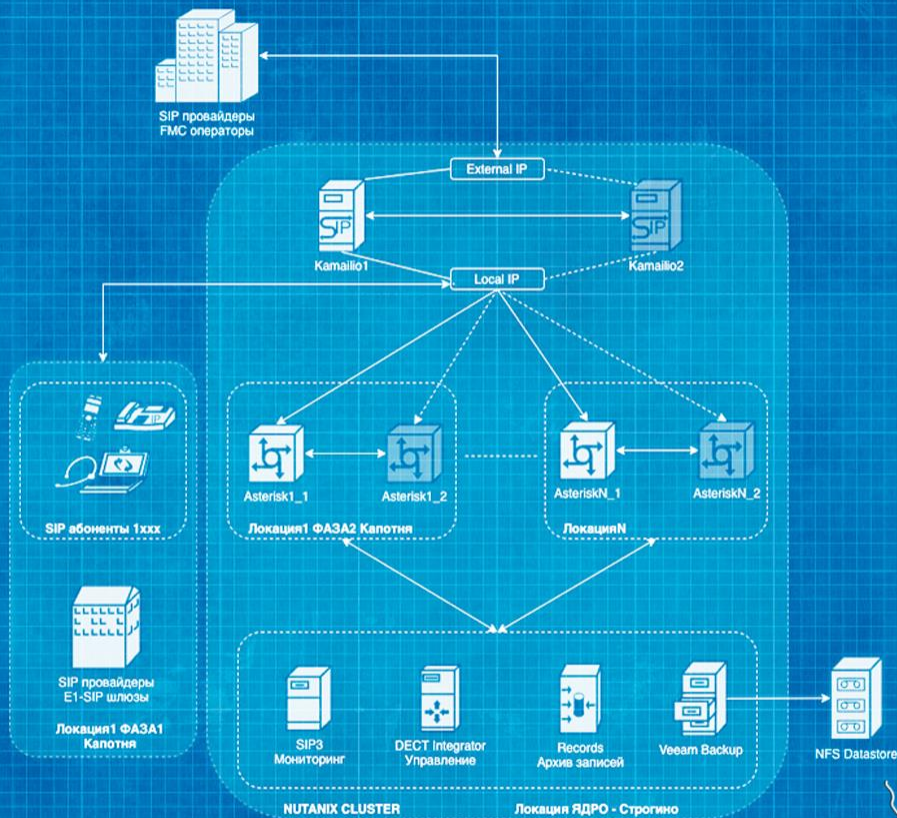 SIP провайдеры
FMC операторы
External IP
SIP
SIP
Kamailio1
Kamailio2
Local IP
IP
Asterisk1_1
Asterisk1_2
AsteriskN_1
AsteriskN_2
SIP абоненты 1xxx
Локация1 ФАЗА2 Капотня
ЛокацияN
SIP провайдеры
E1-SIP шлюзы
Локация1 ФАЗА1
Капотня
SIP3
Мониторинг
DECT Integrator
Управление
Records
Архив записей
Veeam Backup
NFS Datastore
NUTANIX CLUSTER
Локация ЯДРО - Строгино